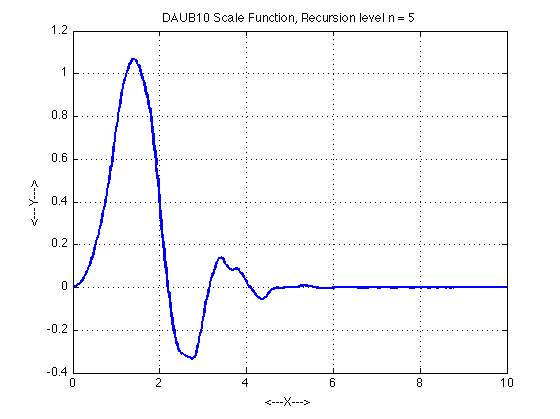 DAUB10 Scale Function, Recursion level n = 5
1.2
1
0.8
0.6
0.4
0.2
0
-0.2
-0.4
<---Y--->
0 2 4 6 8 10
<---X--->